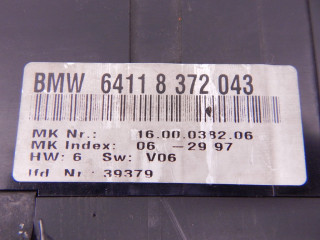 BMW 6411 8 372 043
MK Nr.: 16.00.0382.06
MK Index: 06 -29 97
HW: 6 Sw: V06
lfd Nr 39379